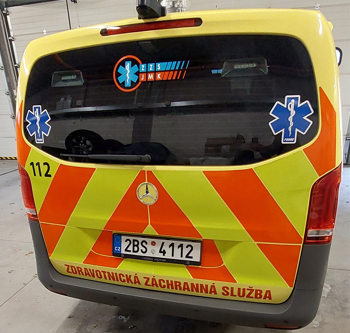 ZZS
JMK
112
CZ
2BS 4112
ZDRAVOTNICKÁ ZÁCHRANNÁ SLUŽBA